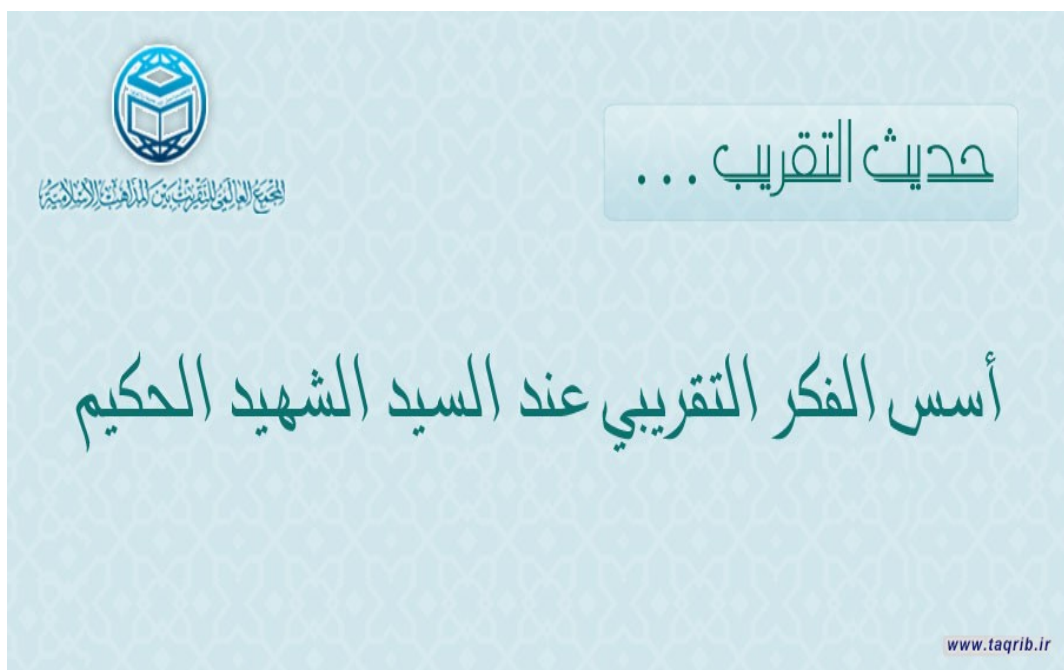 حديث التقريب ...
المجمع العالمي للتقريب بين المذاهب الإسلامية
أسس الفكر التقريبي عند السيد الشهيد الحكيم
www.taqrib.ir